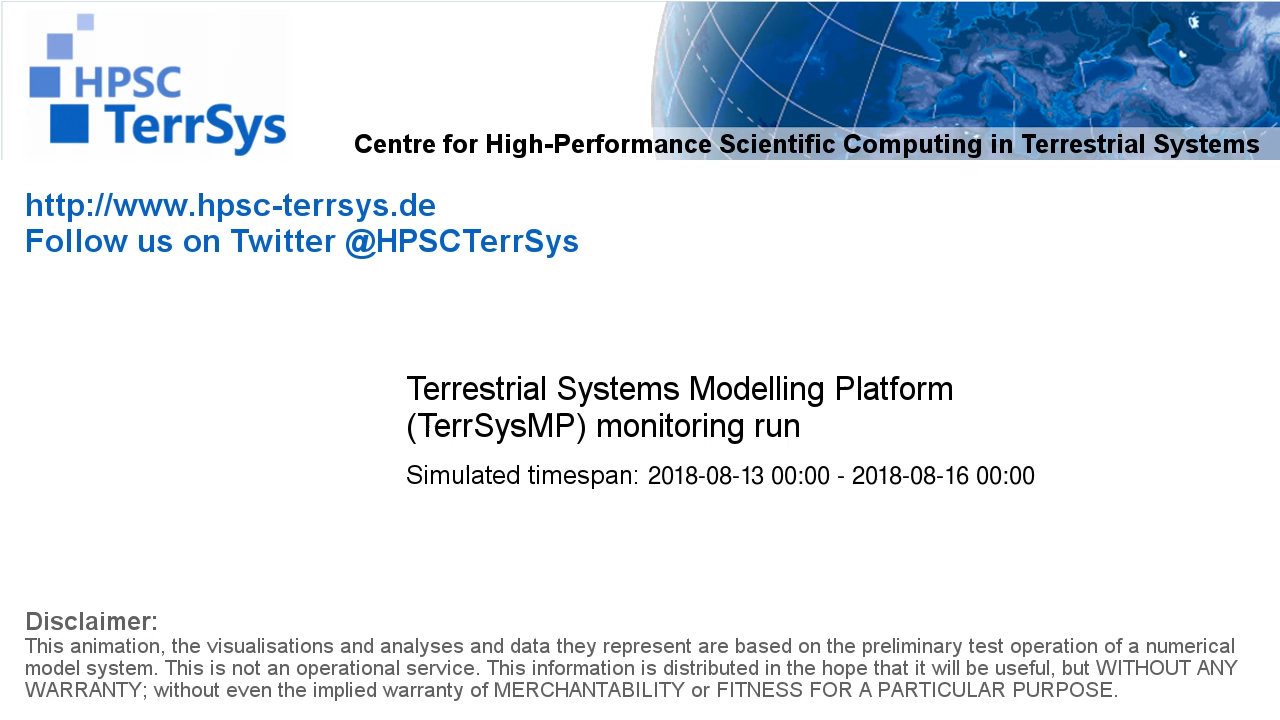 HPSC
TerrSys
Centre for High-Performance Scientific Computing in Terrestrial Systems
http://www.hpsc-terrsys.de
Follow us on Twitter @HPSCTerrSys
Terrestrial Systems Modelling Platform
(TerrSysMP) monitoring run
Simulated timespan: 2018-08-13 00:00 - 2018-08-16 00:00
Disclaimer:
This animation, the visualisations and analyses and data they represent are based on the preliminary test operation of a numerical
model system. This is not an operational service. This information is distributed in the hope that it will be useful, but WITHOUT ANY
WARRANTY; without even the implied warranty of MERCHANTABILITY or FITNESS FOR A PARTICULAR PURPOSE.